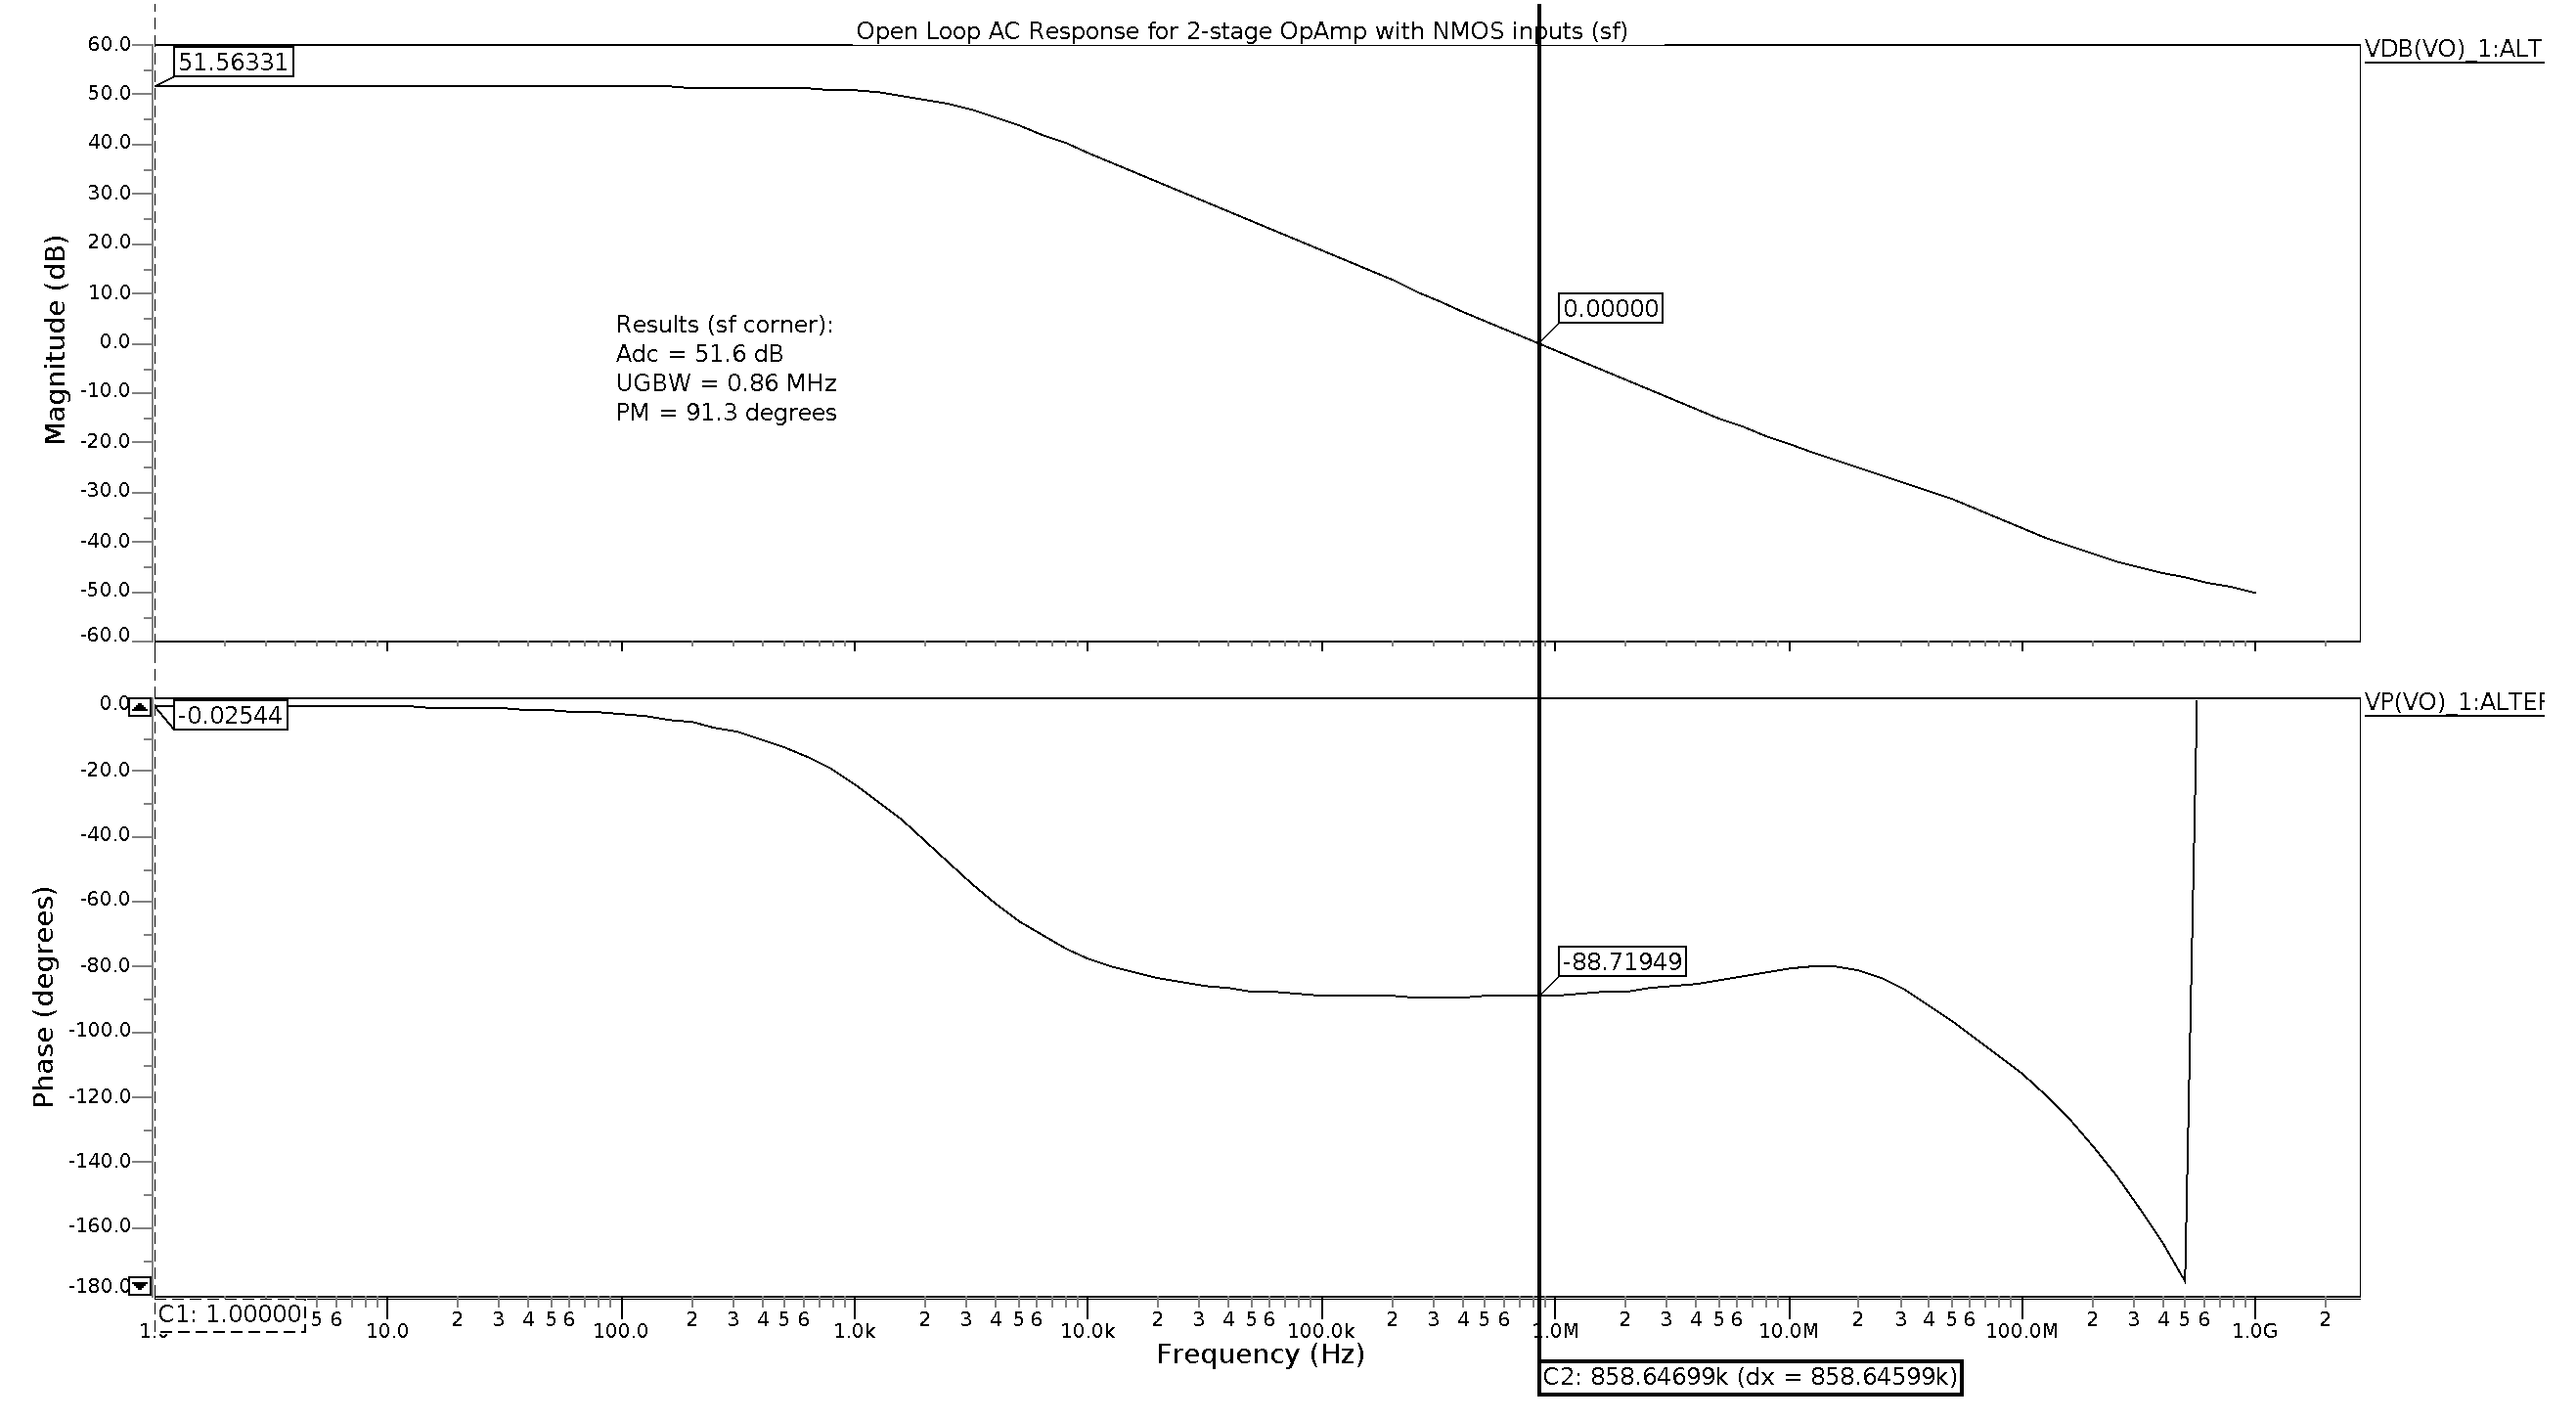 Open Loop AC Response for 2-stage OpAmp with NMOS inputs (sf)
VDB(VO)_1:ALT
60.0
51.56331
50.0
40.0
30.0
20.0
10.0
0.0
-10.0
-20.0
-30.0
-40.0
-50.0
-60.0
Magnitude (dB)
0.00000
Results (sf corner):
Adc = 51.6 dB
UGBW = 0.86 MHz
PM = 91.3 degrees
VP(VO)_1:ALTER
0.0
-0.02544
-20.0
-40.0
-60.0
-80.0
-100.0
-120.0
-140.0
-160.0
-180.0
Phase (degrees)
-88.71949
C1: 1.00000
5 6 2 3 4 5 6 2 3 4 5 6 2 3 4 5 6 2 3 4 5 6 2 3 4 5 6 2 3 4 5 6 2 3 4 5 6 2
10.0 100.0 1.0k 10.0k 100.0k 1.0M 10.0M 100.0M 1.0G
Frequency (Hz)
C2: 858.64699k (dx = 858.64599k)